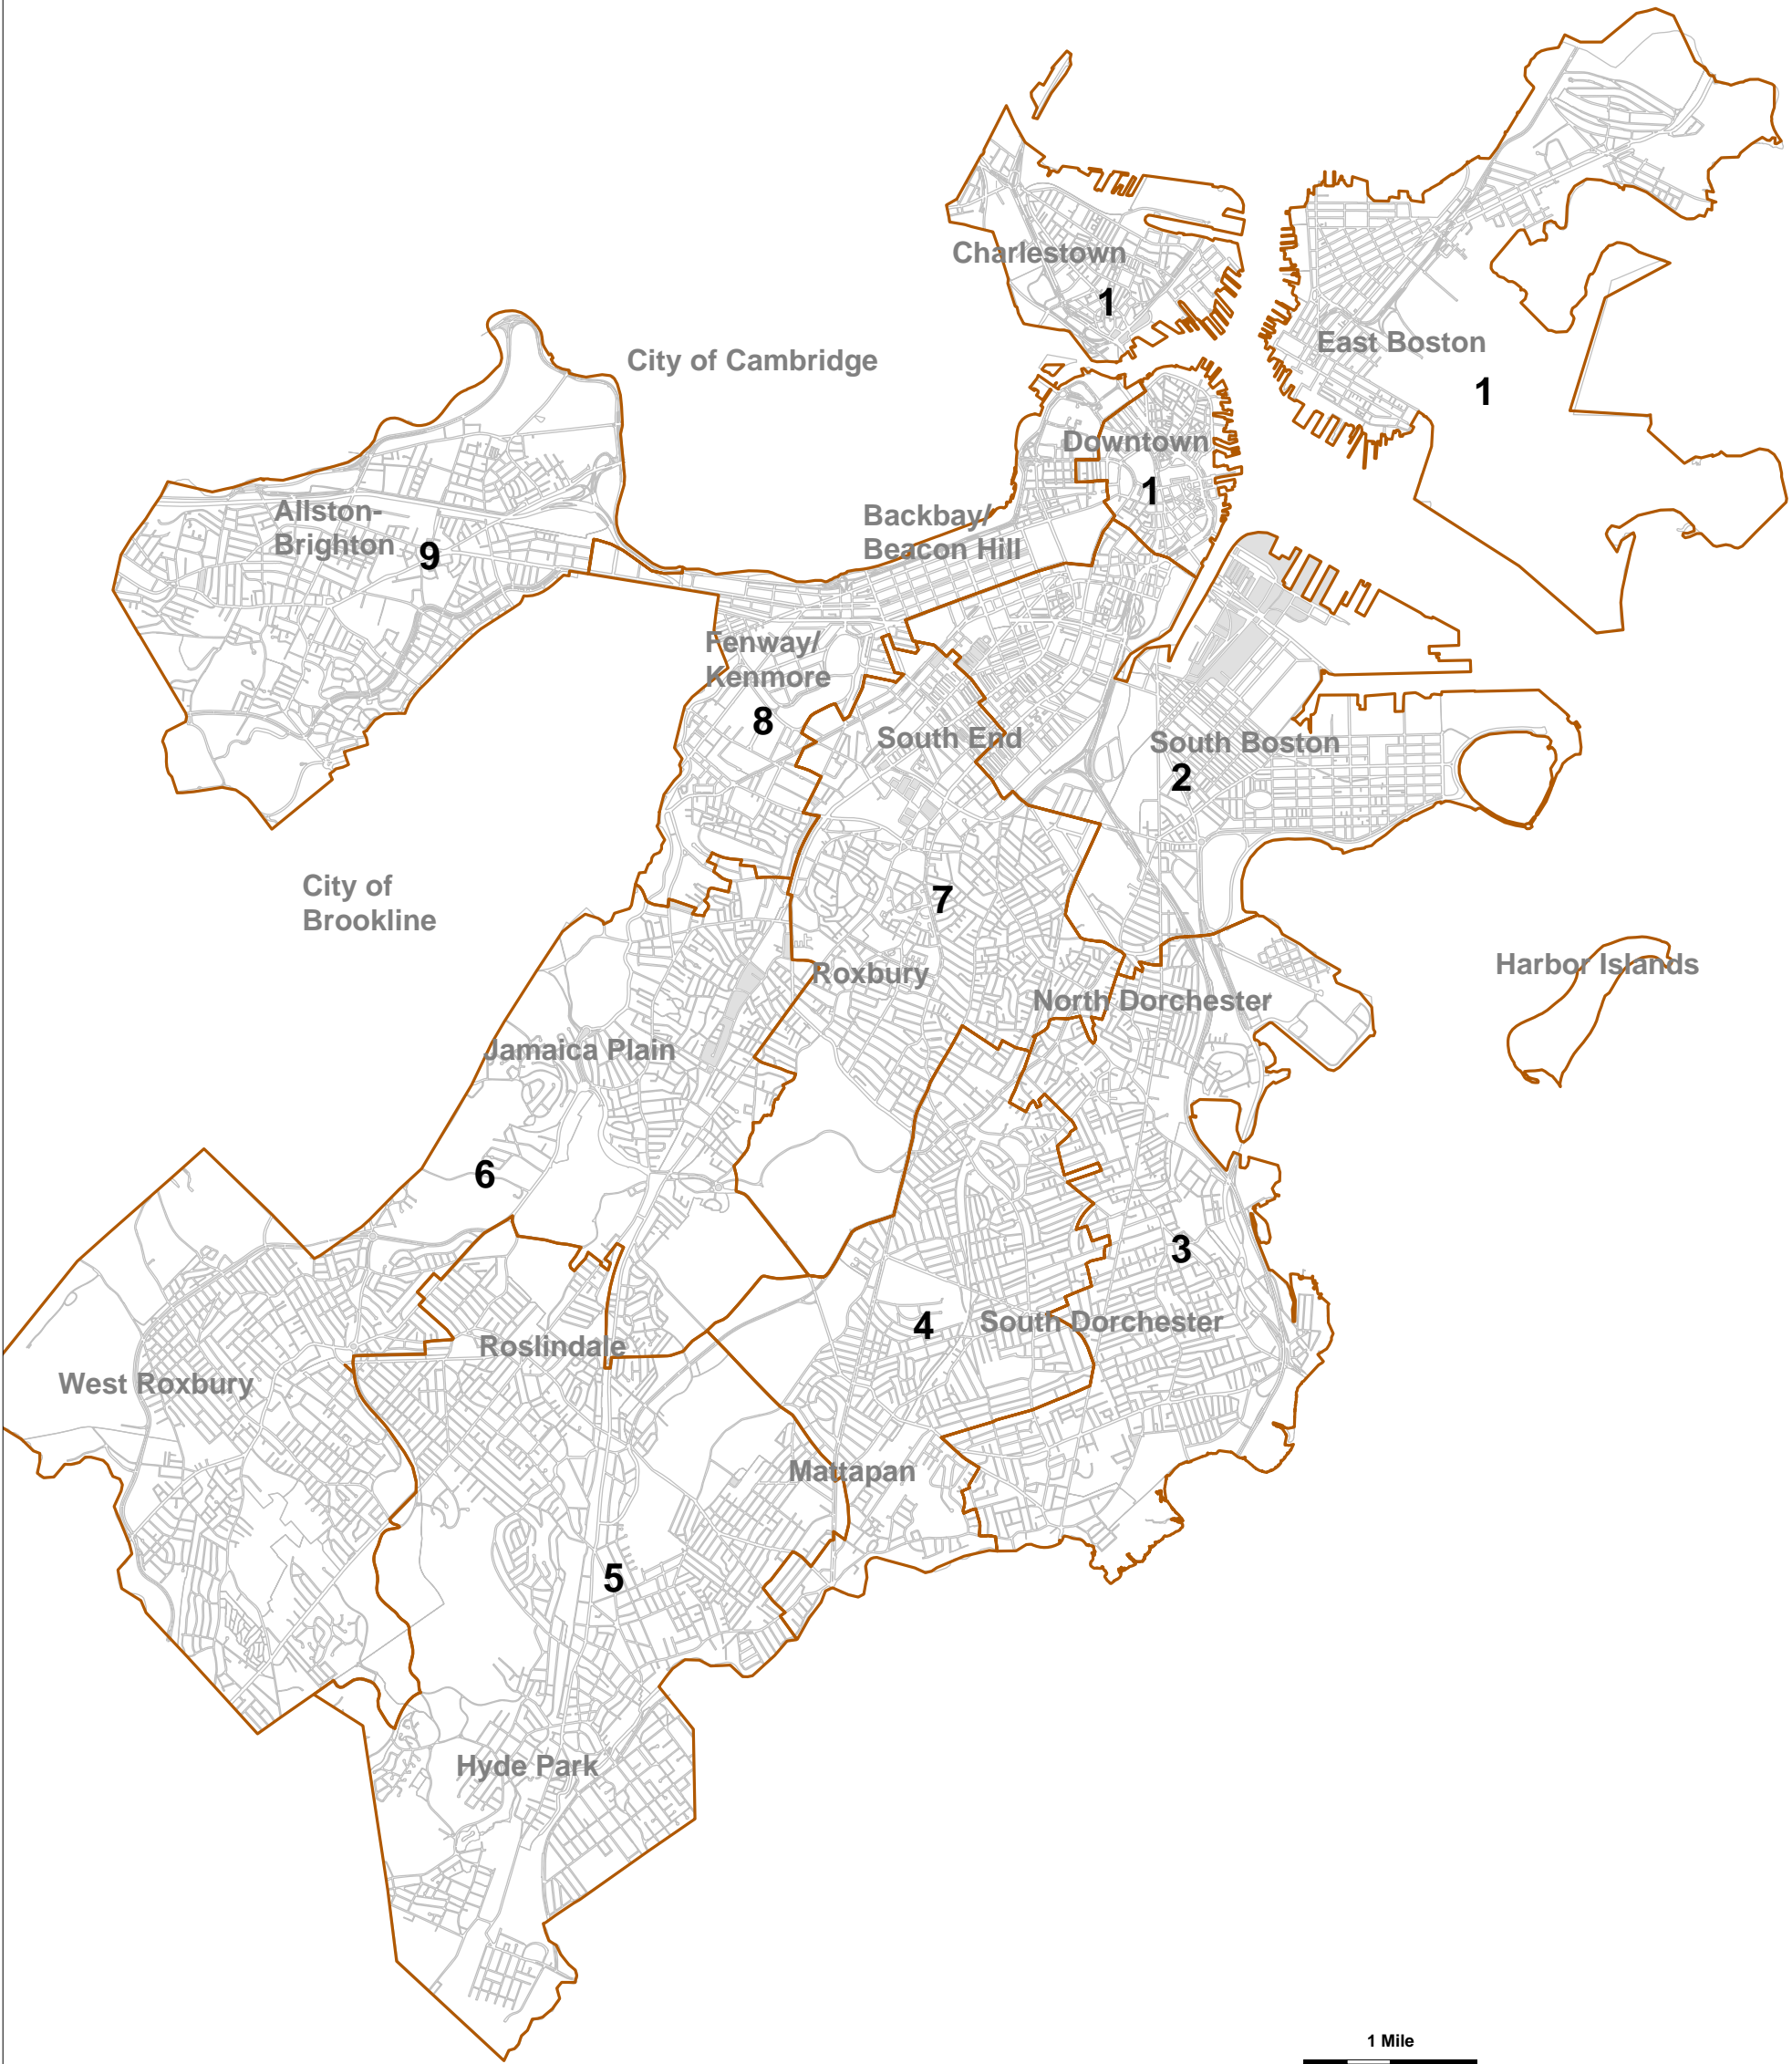 Charlestown
1
East Boston
1
City of Cambridge
Downtown
1
Allston-
Brighton
9
Backbay/
Beacon Hill
Fenway/
Kenmore
8
South End
South Boston
2
City of
Brookline
7
Roxbury
Harbor Islands
North Dorchester
Jamaica Plain
6
3
4
South Dorchester
Roslindale
West Roxbury
Mattapan
5
Hyde Park
1 Mile